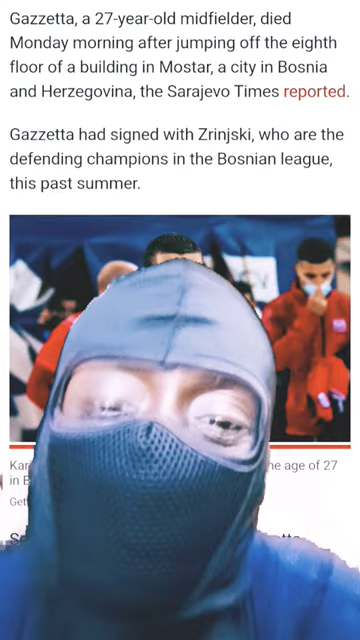 Gazzetta, a 27-year-old midfielder, died
Monday morning after jumping off the eighth
floor of a building in Mostar, a city in Bosnia
and Herzegovina, the Sarajevo Times reported.
Gazzetta had signed with Zrinjski, who are the
defending champions in the Bosnian league,
this past summer.
age of 27
in